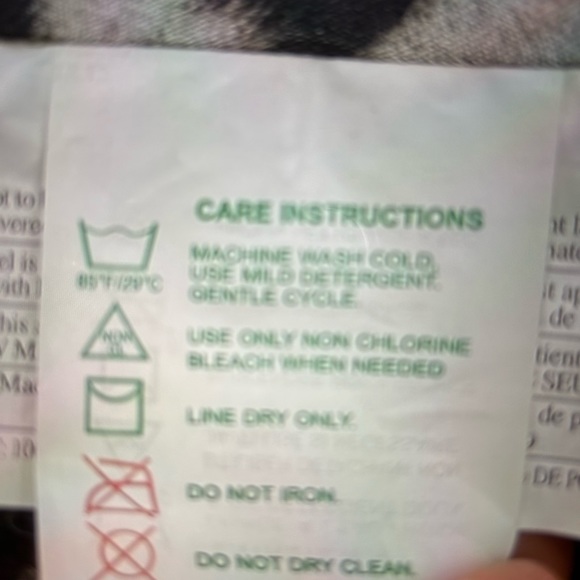 CARE INSTRUCTIONS
MACHINE WASH COLD,
USE MILD DETERGENT,
GENTLE CYCLE.
85°F/29°C
USE ONLY NON CHLORINE
BLEACH WHEN NEEDED
NON
LINE DRY ONLY.
DO NOT IRON.
DO NOT DRY CLEAN.